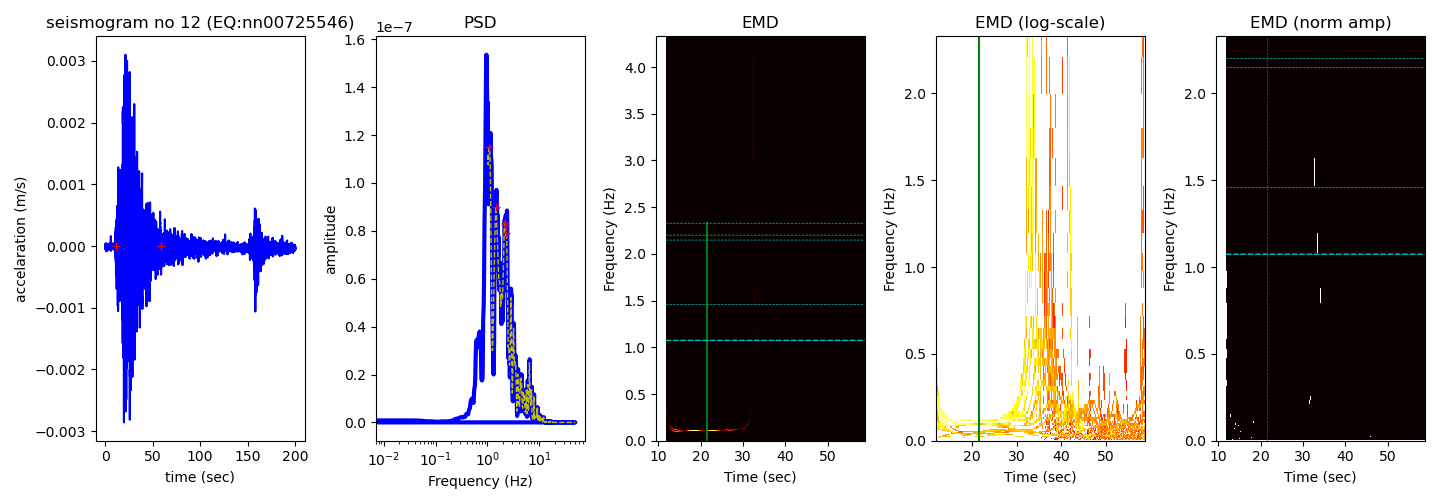 seismogram no 12 (EQ:nn00725546)
accelaration (m/s)
0.003
0.002
0.001
0.000
−0.001
−0.002
−0.003
0 50 100 150 200
time (sec)
PSD
1e−7
amplitude
1.6
1.4
1.2
1.0
0.8
0.6
0.4
0.2
0.0
10−2 10−1 100 101
Frequency (Hz)
EMD
Frequency (Hz)
4.0
3.5
3.0
2.5
2.0
1.5
1.0
0.5
0.0
10 20 30 40 50
Time (sec)
EMD (log-scale)
Frequency (Hz)
2.0
1.5
1.0
0.5
0.0
20 30 40 50
Time (sec)
EMD (norm amp)
Frequency (Hz)
2.0
1.5
1.0
0.5
0.0
10 20 30 40 50
Time (sec)